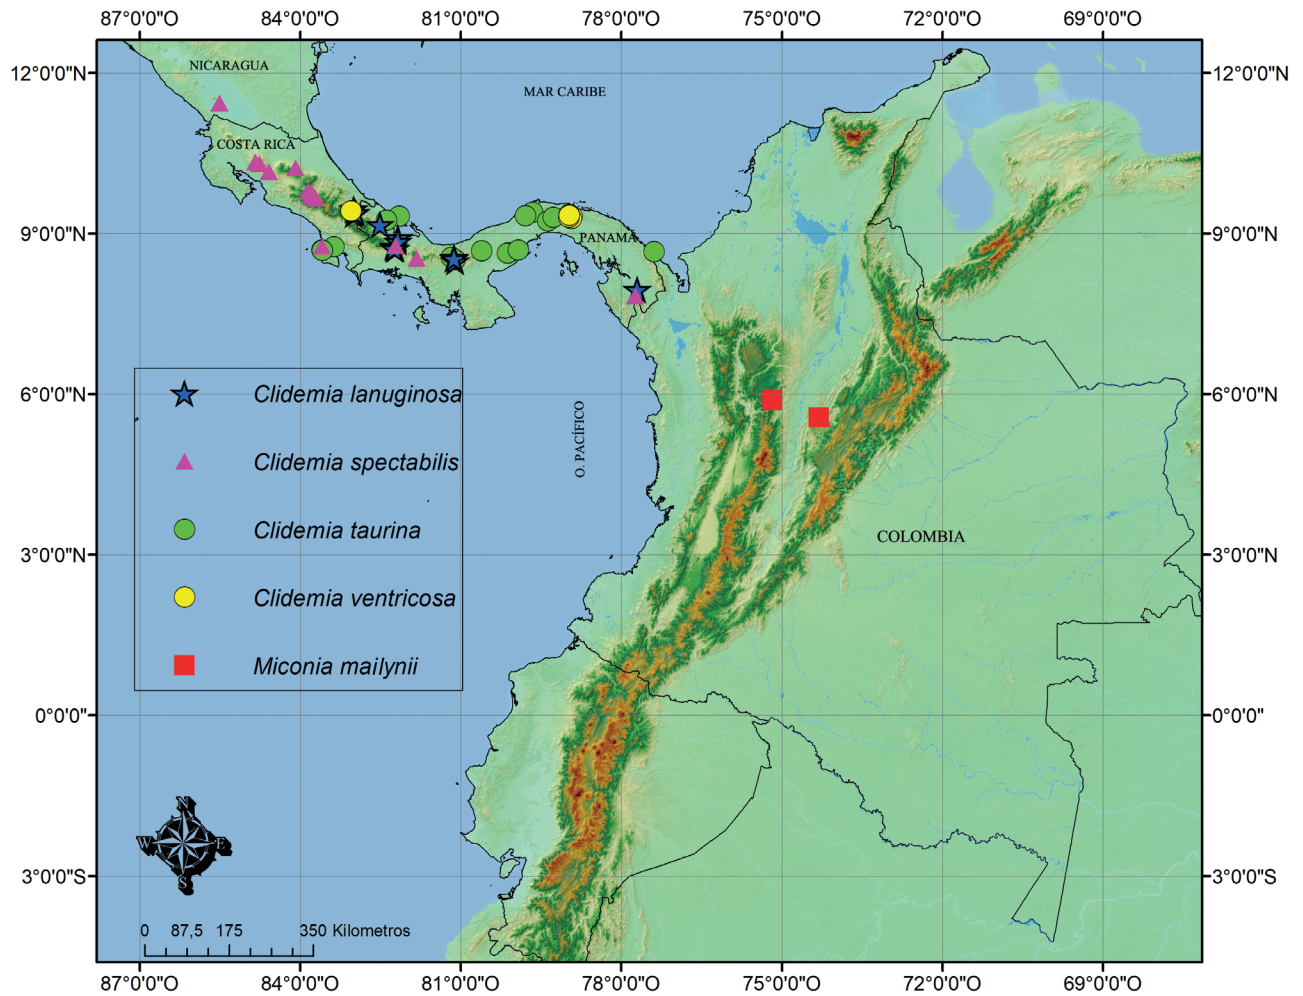 87°0'0"O 84°0'0"O 81°0'0"O 78°0'0"O 75°0'0"O 72°0'0"O 69°0'0"O
NICARAGUA
12°0'0"N 12°0'0"N
MAR CARIBE
COSTA RICA
9°0'0"N 9°0'0"N
PANAMÁ
6°0'0"N 6°0'0"N
Clidemia lanuginosa
O. PACÍFICO
Clidemia spectabilis
Clidemia taurina
COLOMBIA
3°0'0"N 3°0'0"N
Clidemia ventricosa
Miconia mailynii
0°0'0" 0°0'0"
N
W E
S
3°0'0"S 3°0'0"S
0 87,5 175 350 Kilometros
87°0'0"O 84°0'0"O 81°0'0"O 78°0'0"O 75°0'0"O 72°0'0"O 69°0'0"O